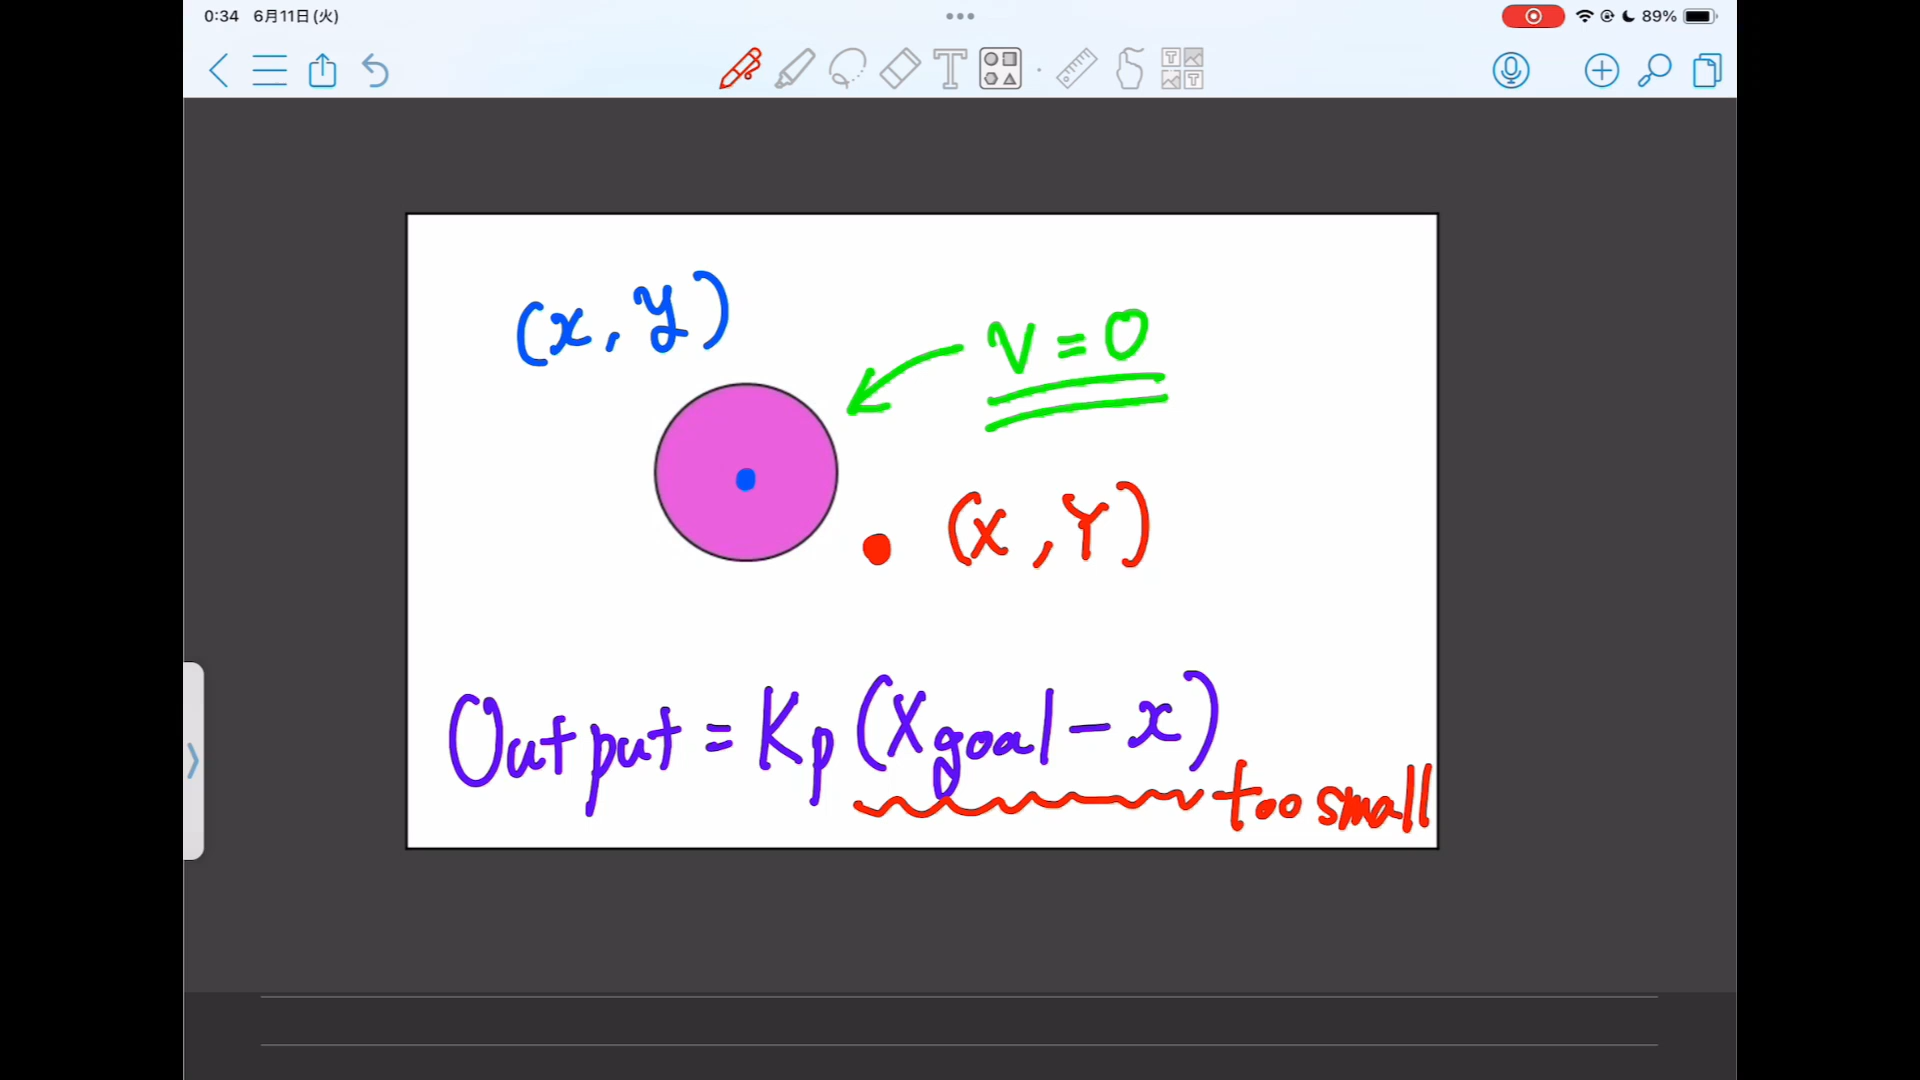 0:34 6月11日(火)
89%
(x, y)
V = 0
(X, Y)
Output = Kp (Xgoal - x)
too small